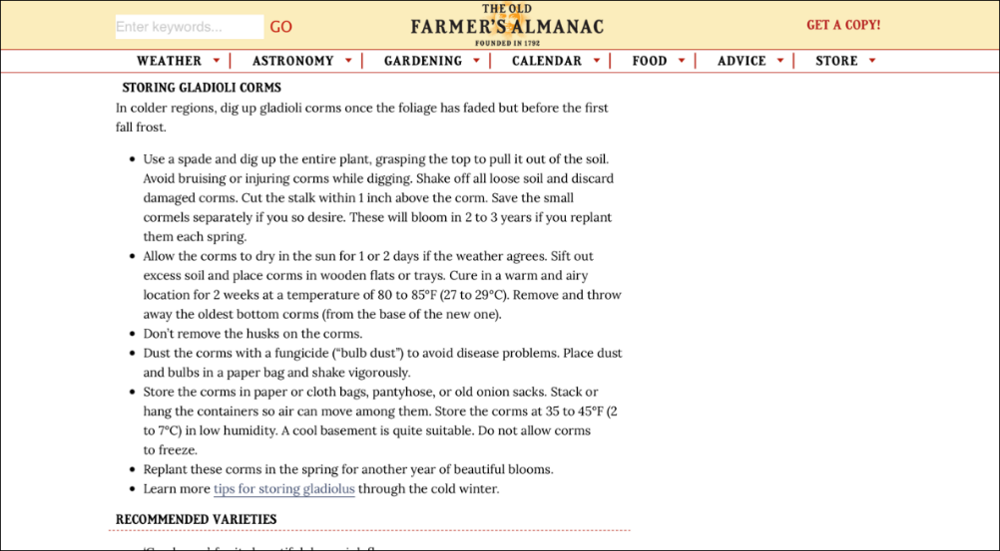 Enter keywords...
GO
THE OLD
FARMER'S ALMANAC
FOUNDED IN 1792
GET A COPY!
WEATHER ASTRONOMY GARDENING CALENDAR FOOD ADVICE STORE
STORING GLADIOLI CORMS
In colder regions, dig up gladioli corms once the foliage has faded but before the first
fall frost.
• Use a spade and dig up the entire plant, grasping the top to pull it out of the soil.
Avoid bruising or injuring corms while digging. Shake off all loose soil and discard
damaged corms. Cut the stalk within 1 inch above the corm. Save the small
cormels separately if you so desire. These will bloom in 2 to 3 years if you replant
them each spring.
• Allow the corms to dry in the sun for 1 or 2 days if the weather agrees. Sift out
excess soil and place corms in wooden flats or trays. Cure in a warm and airy
location for 2 weeks at a temperature of 80 to 85°F (27 to 29°C). Remove and throw
away the oldest bottom corms (from the base of the new one).
• Don't remove the husks on the corms.
• Dust the corms with a fungicide (“bulb dust”) to avoid disease problems. Place dust
and bulbs in a paper bag and shake vigorously.
• Store the corms in paper or cloth bags, pantyhose, or old onion sacks. Stack or
hang the containers so air can move among them. Store the corms at 35 to 45°F (2
to 7°C) in low humidity. A cool basement is quite suitable. Do not allow corms
to freeze.
• Replant these corms in the spring for another year of beautiful blooms.
• Learn more tips for storing gladiolus through the cold winter.
RECOMMENDED VARIETIES